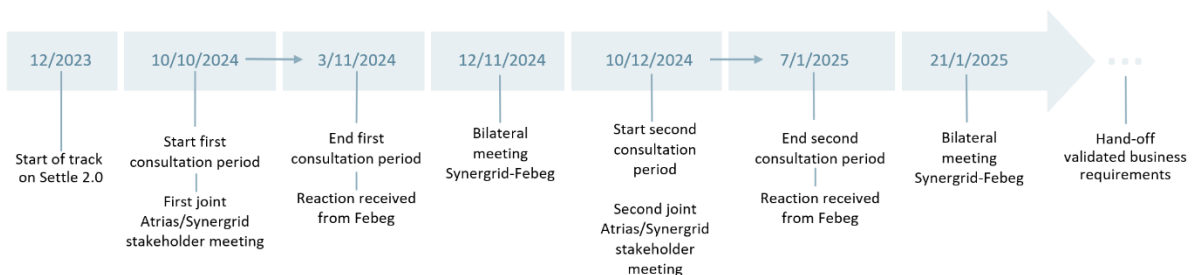 12/2023
Start of track
on Settle 2.0
10/10/2024
Start first
consultation period
First joint
Atrias/Synergrid
stakeholder meeting
3/11/2024
End first
consultation period
Reaction received
from Febeg
12/11/2024
Bilateral
meeting
Synergrid-Febeg
10/12/2024
Start second
consultation
period
Second joint
Atrias/Synergrid
stakeholder
meeting
7/1/2025
End second
consultation period
Reaction received
from Febeg
21/1/2025
Bilateral
meeting
Synergrid-Febeg
...
Hand-off
validated business
requirements